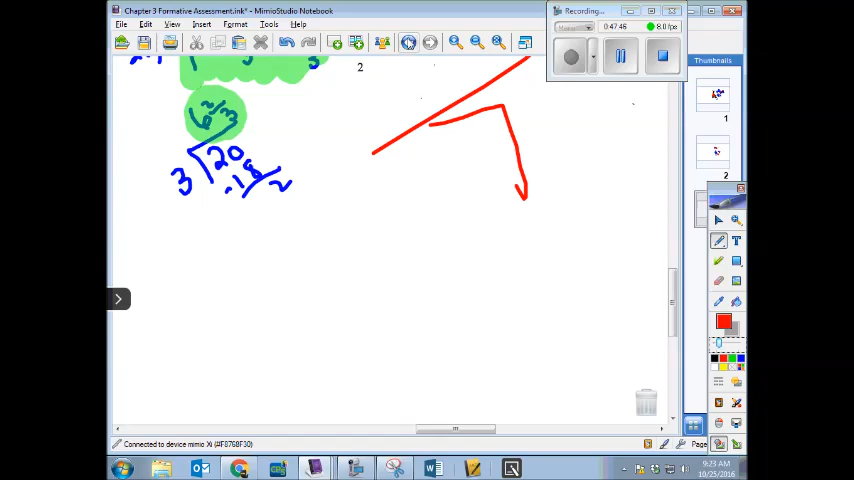 Chapter 3 Formative Assessment.ink* - MimioStudio Notebook
Recording...
File Edit View Insert Format Tools Help
0:47:46
8.0 fps
2
Thumbnails
6 2/3
3 20
-18
2
1
2
T
Connected to device mimio Xi (#F8768F30)
9:23 AM
10/25/2016